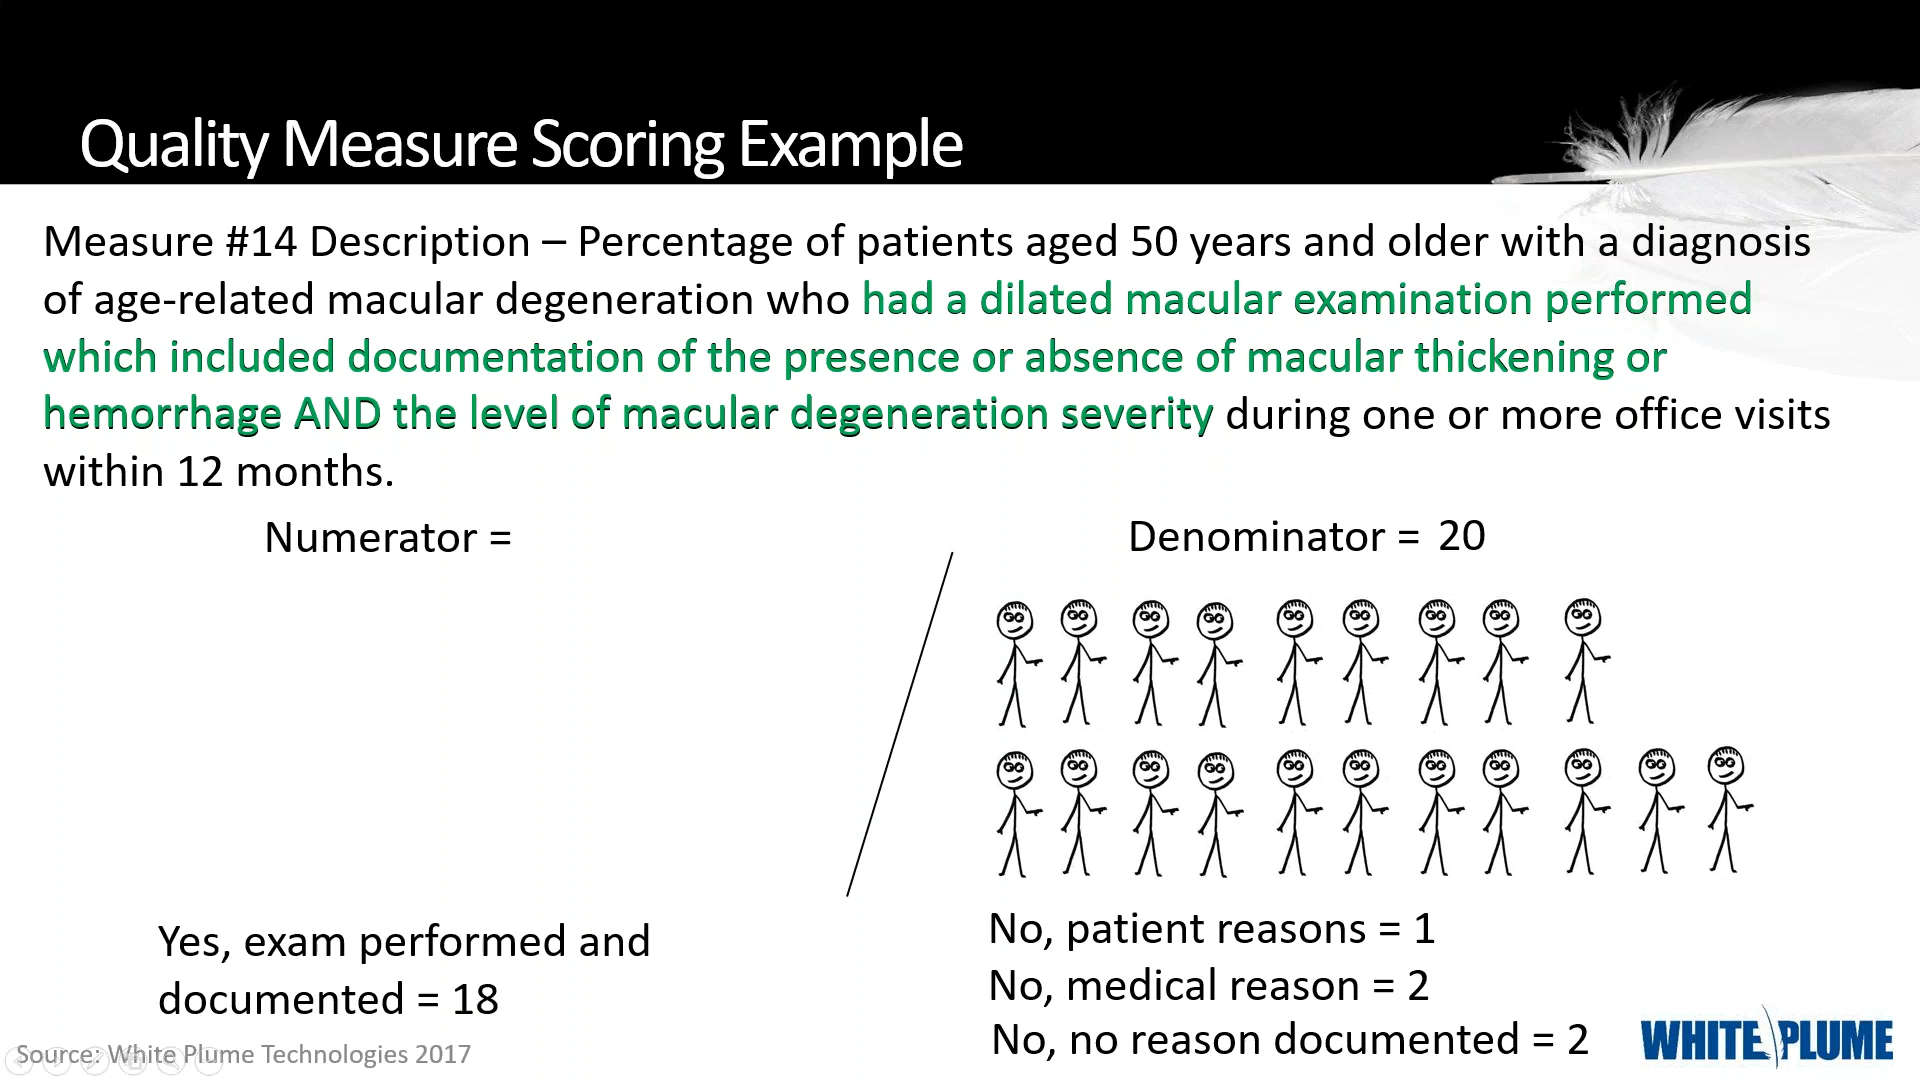 Quality Measure Scoring Example
Measure #14 Description – Percentage of patients aged 50 years and older with a diagnosis
of age-related macular degeneration who had a dilated macular examination performed
which included documentation of the presence or absence of macular thickening or
hemorrhage AND the level of macular degeneration severity during one or more office visits
within 12 months.
Numerator =
Denominator = 20
Yes, exam performed and
documented = 18
No, patient reasons = 1
No, medical reason = 2
No, no reason documented = 2
Source: White Plume Technologies 2017
WHITE PLUME